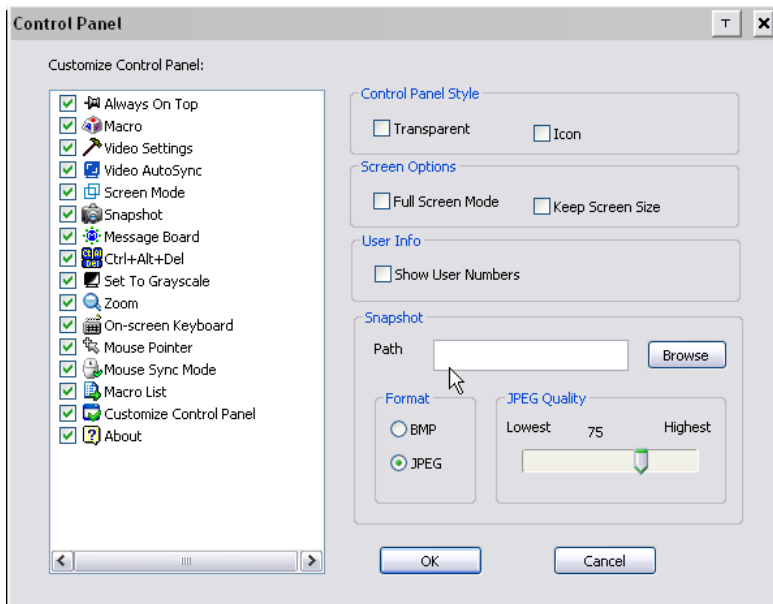 Control Panel
T X
Customize Control Panel:
Always On Top
Macro
Video Settings
Video AutoSync
Screen Mode
Snapshot
Message Board
Ctrl+Alt+Del
Set To Grayscale
Zoom
On-screen Keyboard
Mouse Pointer
Mouse Sync Mode
Macro List
Customize Control Panel
About
Control Panel Style
Transparent
Icon
Screen Options
Full Screen Mode
Keep Screen Size
User Info
Show User Numbers
Snapshot
Path
Browse
Format
BMP
JPEG
JPEG Quality
Lowest 75 Highest
OK
Cancel